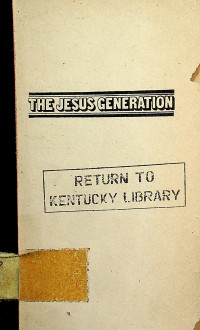 THE JESUS GENERATION
RETURN TO
KENTUCKY LIBRARY